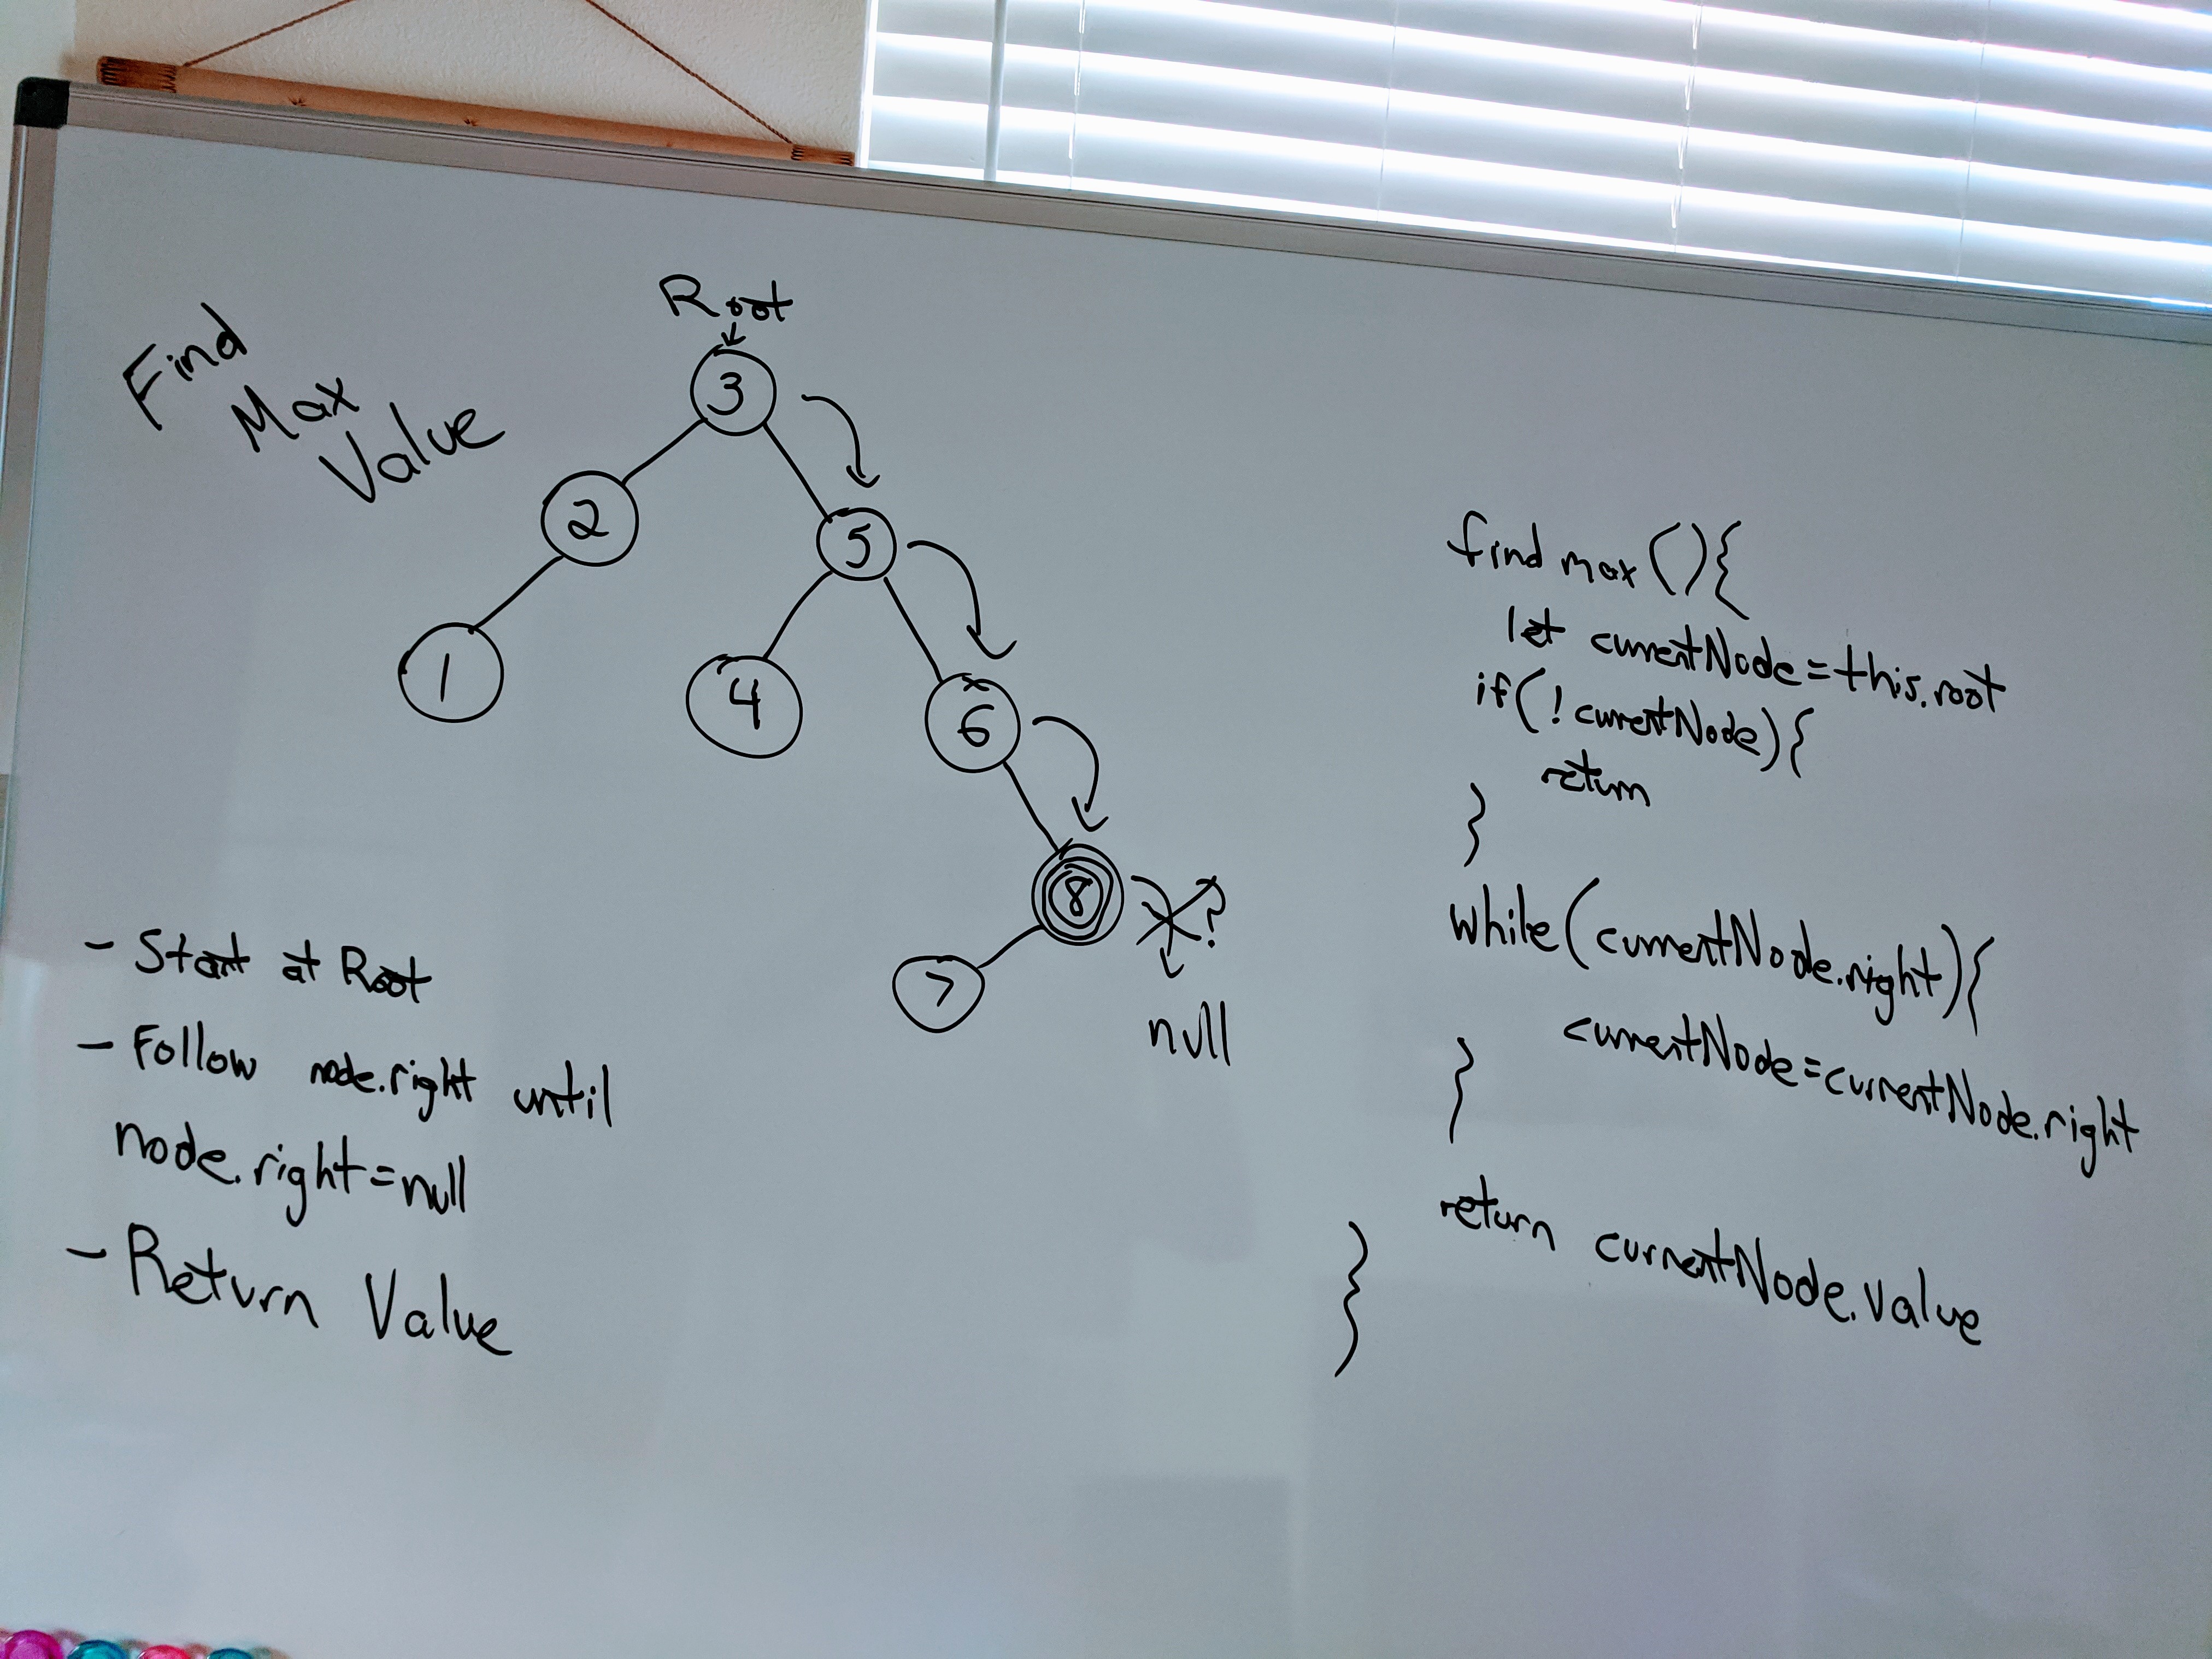 Find
Max
Value
Root
3
2
5
1
4
6
8
?
7
null
- Start at Root
- Follow node.right until
node.right=null
- Return Value
find max(){
let currentNode=this.root
if(!currentNode){
return
}
while(currentNode.right){
currentNode=currentNode.right
}
return currentNode.value
}